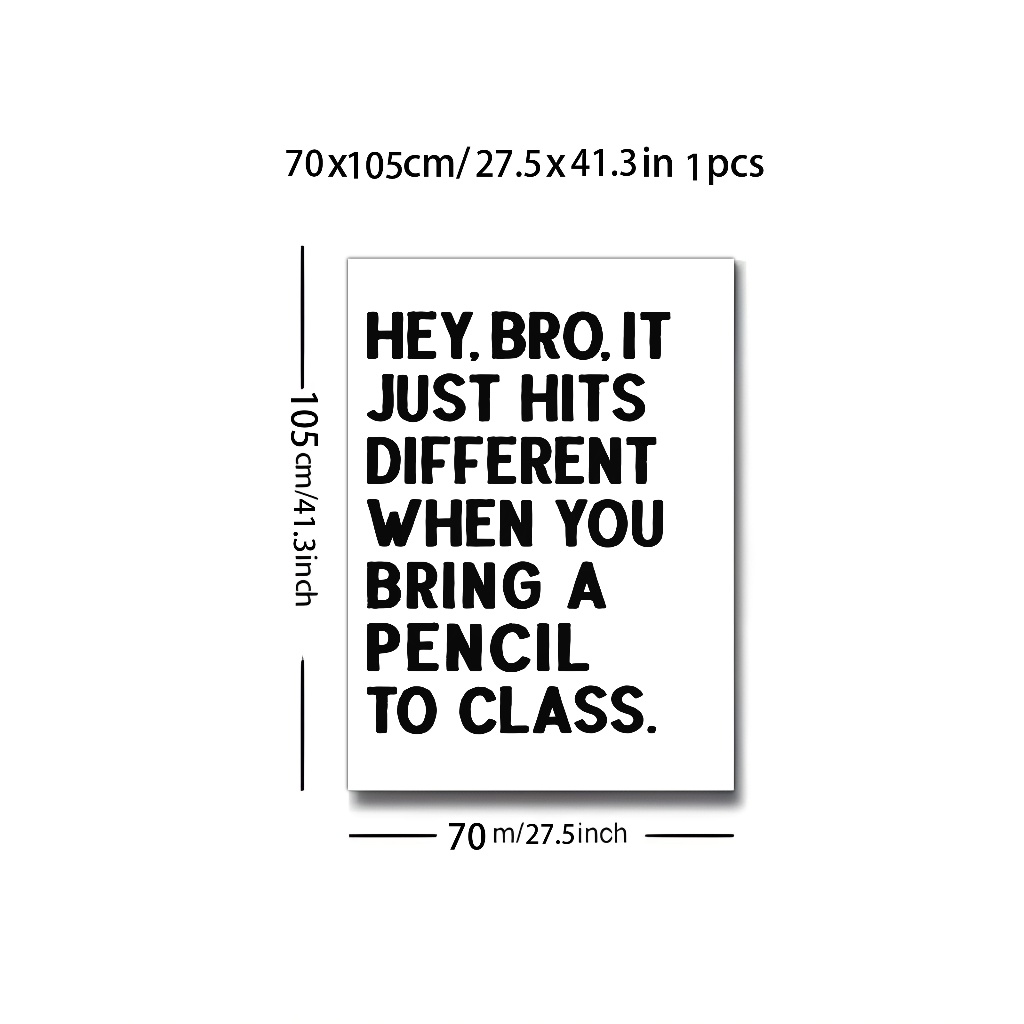 70x105cm/27.5x41.3in 1pcs
HEY, BRO, IT
JUST HITS
DIFFERENT
WHEN YOU
BRING A
PENCIL
TO CLASS.
105cm/41.3inch
70 m/27.5inch